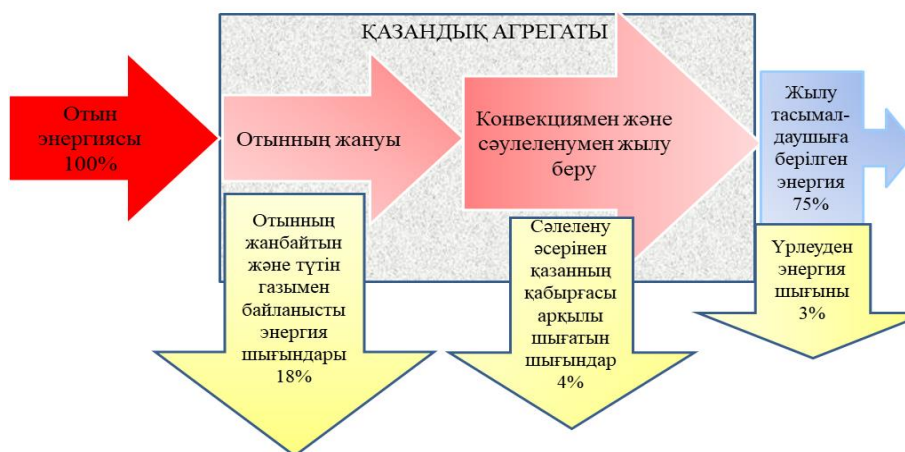 ҚАЗАНДЫҚ АГРЕГАТЫ
Отын
энергиясы
100%
Отынның жануы
Конвекциямен және
сәулеленумен жылу
беру
Жылу
тасымал-
даушыға
берілген
энергия
75%
Отынның
жанбайтын
және түтін
газымен
байланысты
энергия
шығындары
18%
Сәлелену
әсерінен
қазанның
қабырғасы
арқылы
шығатын
шығындар
4%
Үрлеуден
энергия
шығыны
3%